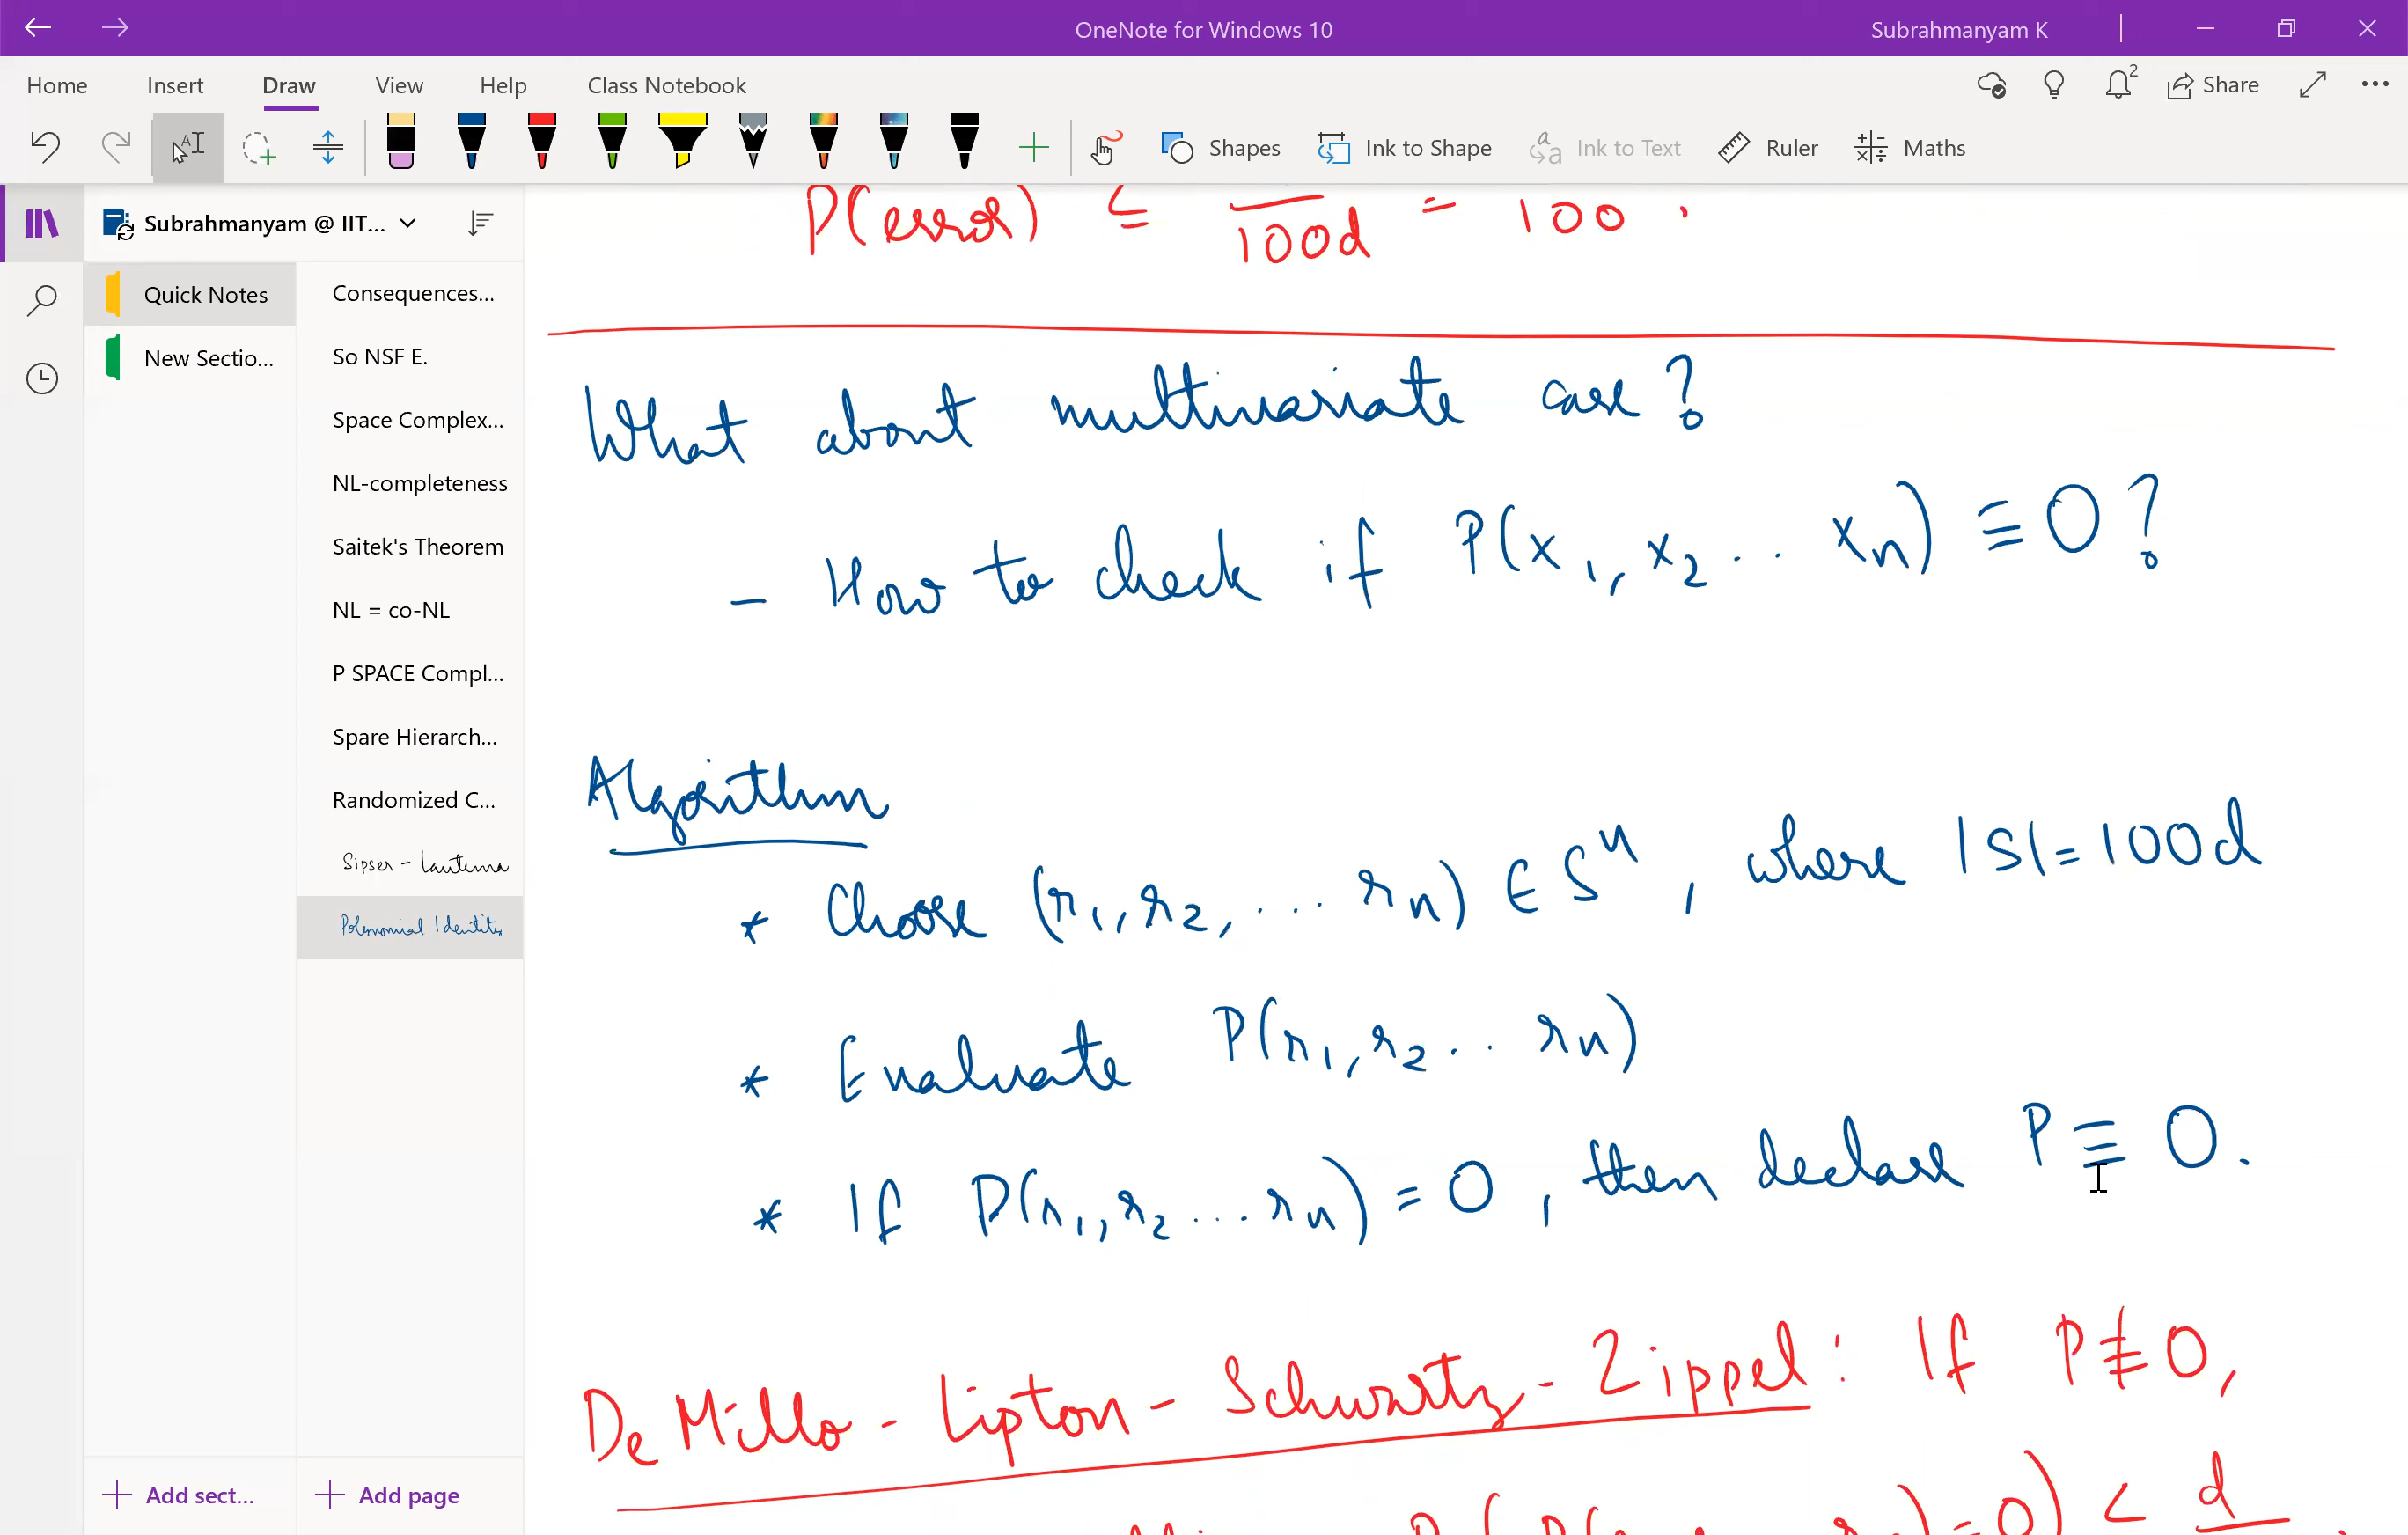 OneNote for Windows 10
Subrahmanyam K
Home Insert Draw View Help Class Notebook
2 Share
Shapes Ink to Shape Ink to Text Ruler Maths
Subrahmanyam @ IIT...
Quick Notes
New Sectio...
Consequences...
So NSF E.
Space Complex...
NL-completeness
Saitek's Theorem
NL = co-NL
P SPACE Compl...
Spare Hierarch...
Randomized C...
Sipser - Lautema
Polynomial Identity
Add sect...
Add page
P(error) ≤ /100d = 100 .
What about multivariate case?
- How to check if P(x₁, x₂ .. xₙ) ≡ 0?
Algorithm
* Choose (r₁, r₂, ... rₙ) ∈ Sⁿ, where |S| = 100d
* Evaluate P(r₁, r₂ .. rₙ)
* If P(r₁, r₂ ... rₙ) = 0, then declare P ≡ 0.
De Millo - Lipton - Schwartz - Zippel: If P ≢ 0,